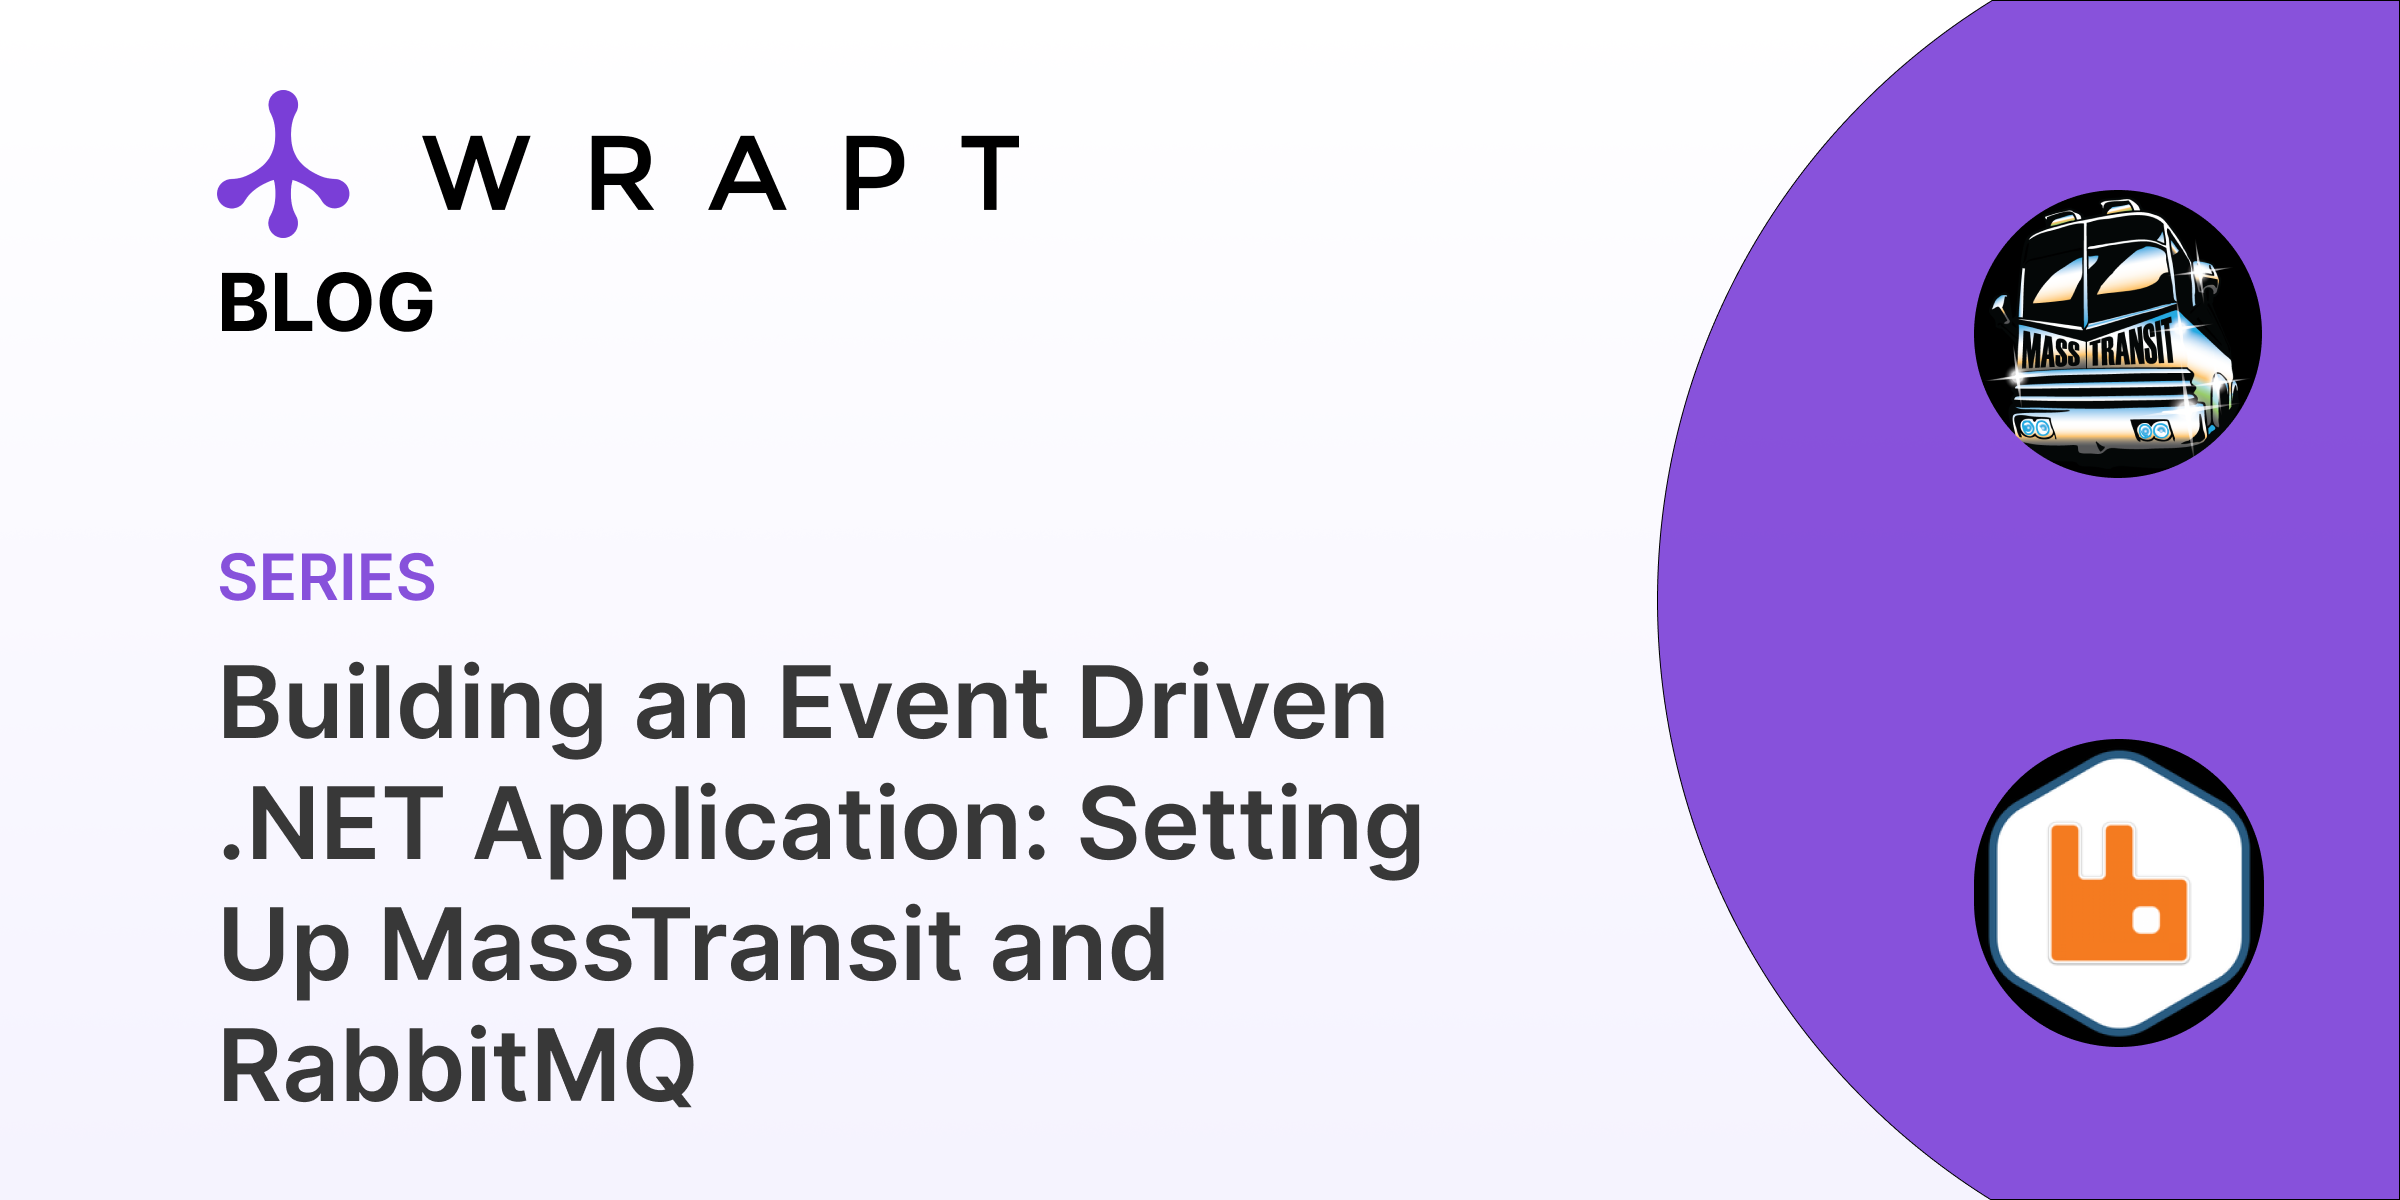 WRAPT
BLOG
MASS TRANSIT
SERIES
Building an Event Driven
.NET Application: Setting
Up MassTransit and
RabbitMQ